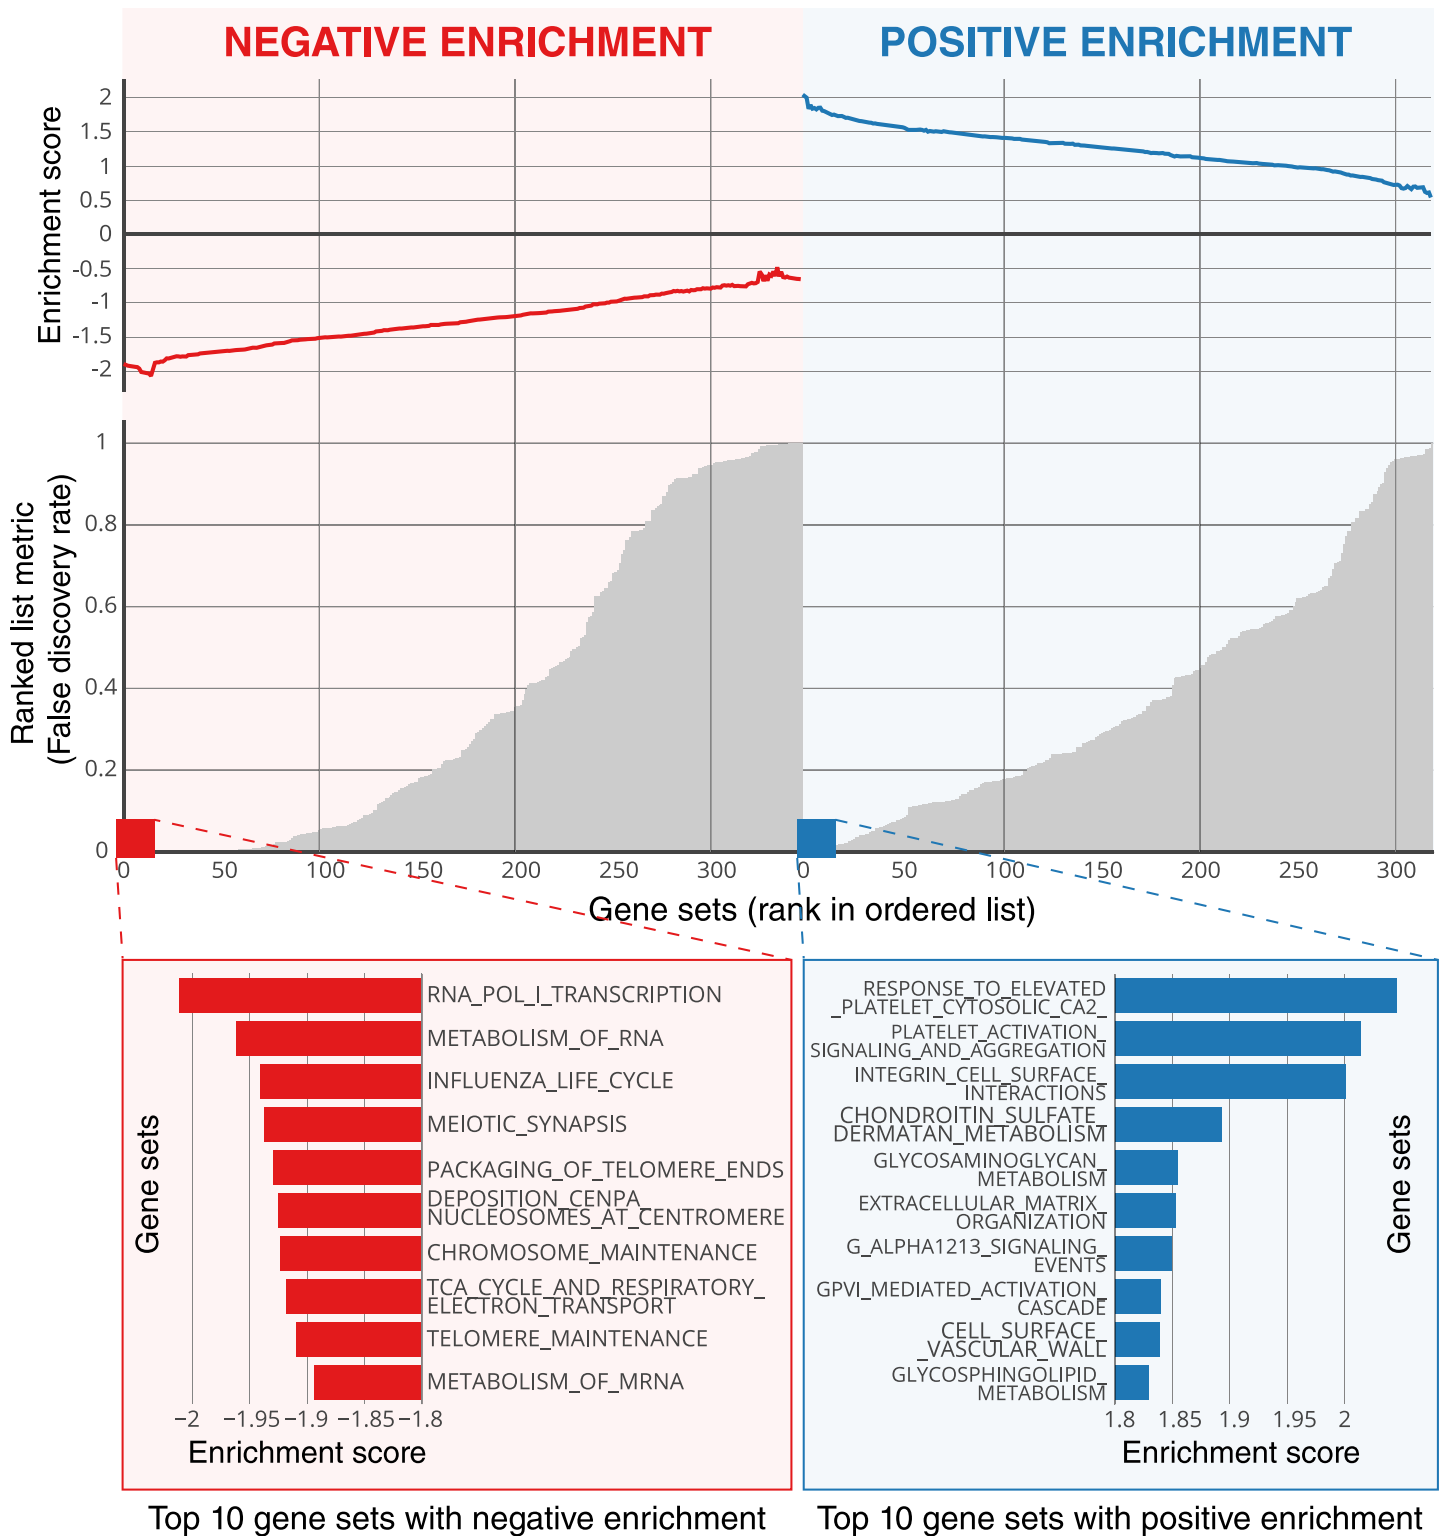 NEGATIVE ENRICHMENT
POSITIVE ENRICHMENT
Enrichment score
2
1.5
1
0.5
0
-0.5
-1
-1.5
-2
Ranked list metric
(False discovery rate)
1
0.8
0.6
0.4
0.2
0
0 50 100 150 200 250 300
0 50 100 150 200 250 300
Gene sets (rank in ordered list)
Gene sets
RNA_POL_I_TRANSCRIPTION
METABOLISM_OF_RNA
INFLUENZA_LIFE_CYCLE
MEIOTIC_SYNAPSIS
PACKAGING_OF_TELOMERE_ENDS
DEPOSITION_CENPA_
NUCLEOSOMES_AT_CENTROMERE
CHROMOSOME_MAINTENANCE
TCA_CYCLE_AND_RESPIRATORY_
ELECTRON_TRANSPORT
TELOMERE_MAINTENANCE
METABOLISM_OF_MRNA
−2 −1.95 −1.9 −1.85 −1.8
Enrichment score
Top 10 gene sets with negative enrichment
RESPONSE_TO_ELEVATED
_PLATELET_CYTOSOLIC_CA2_
PLATELET_ACTIVATION_
SIGNALING_AND_AGGREGATION
INTEGRIN_CELL_SURFACE_
INTERACTIONS
CHONDROITIN_SULFATE_
DERMATAN_METABOLISM
GLYCOSAMINOGLYCAN_
METABOLISM
EXTRACELLULAR_MATRIX_
ORGANIZATION
G_ALPHA1213_SIGNALING_
EVENTS
GPVI_MEDIATED_ACTIVATION_
CASCADE
CELL_SURFACE_
_VASCULAR_WALL
GLYCOSPHINGOLIPID_
METABOLISM
Gene sets
1.8 1.85 1.9 1.95 2
Enrichment score
Top 10 gene sets with positive enrichment